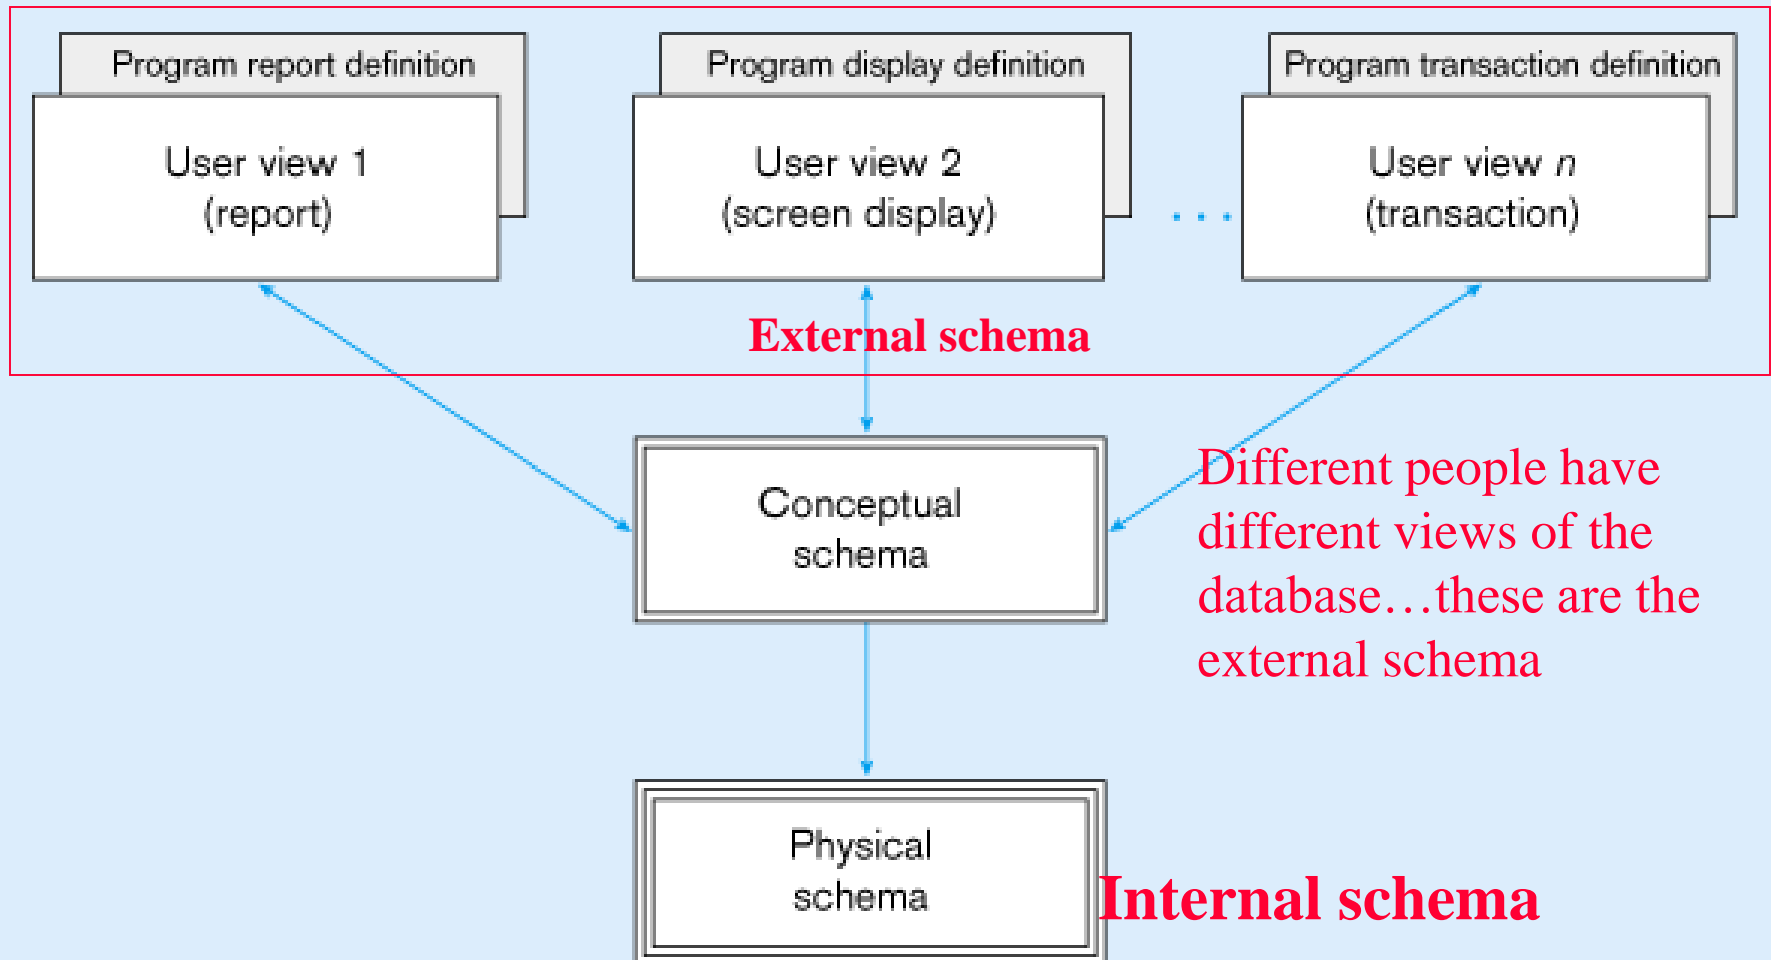 Program report definition
User view 1
(report)
Program display definition
User view 2
(screen display)
. . .
Program transaction definition
User view n
(transaction)
External schema
Conceptual
schema
Different people have
different views of the
database…these are the
external schema
Physical
schema
Internal schema